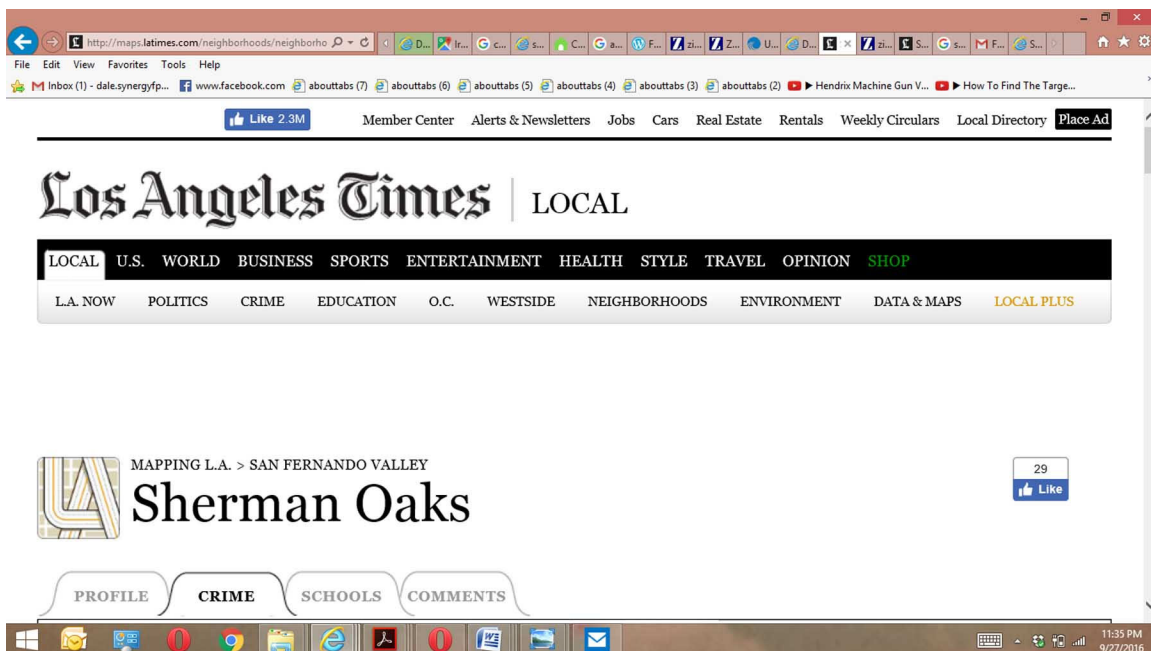 http://maps.latimes.com/neighborhoods/neighborho
D... Ir... G c... s... C... a... F... zi... Z... U... D... zi... S... s... F... S...
File Edit View Favorites Tools Help
Inbox (1) - dale.synergyfp... www.facebook.com abouttabs (7) abouttabs (6) abouttabs (5) abouttabs (4) abouttabs (3) abouttabs (2) ▶ Hendrix Machine Gun V... ▶ How To Find The Targe...
Like 2.3M Member Center Alerts & Newsletters Jobs Cars Real Estate Rentals Weekly Circulars Local Directory Place Ad
Los Angeles Times | LOCAL
LOCAL U.S. WORLD BUSINESS SPORTS ENTERTAINMENT HEALTH STYLE TRAVEL OPINION SHOP
L.A. NOW POLITICS CRIME EDUCATION O.C. WESTSIDE NEIGHBORHOODS ENVIRONMENT DATA & MAPS LOCAL PLUS
MAPPING L.A. > SAN FERNANDO VALLEY
Sherman Oaks
29
Like
PROFILE CRIME SCHOOLS COMMENTS
11:35 PM
9/27/2016